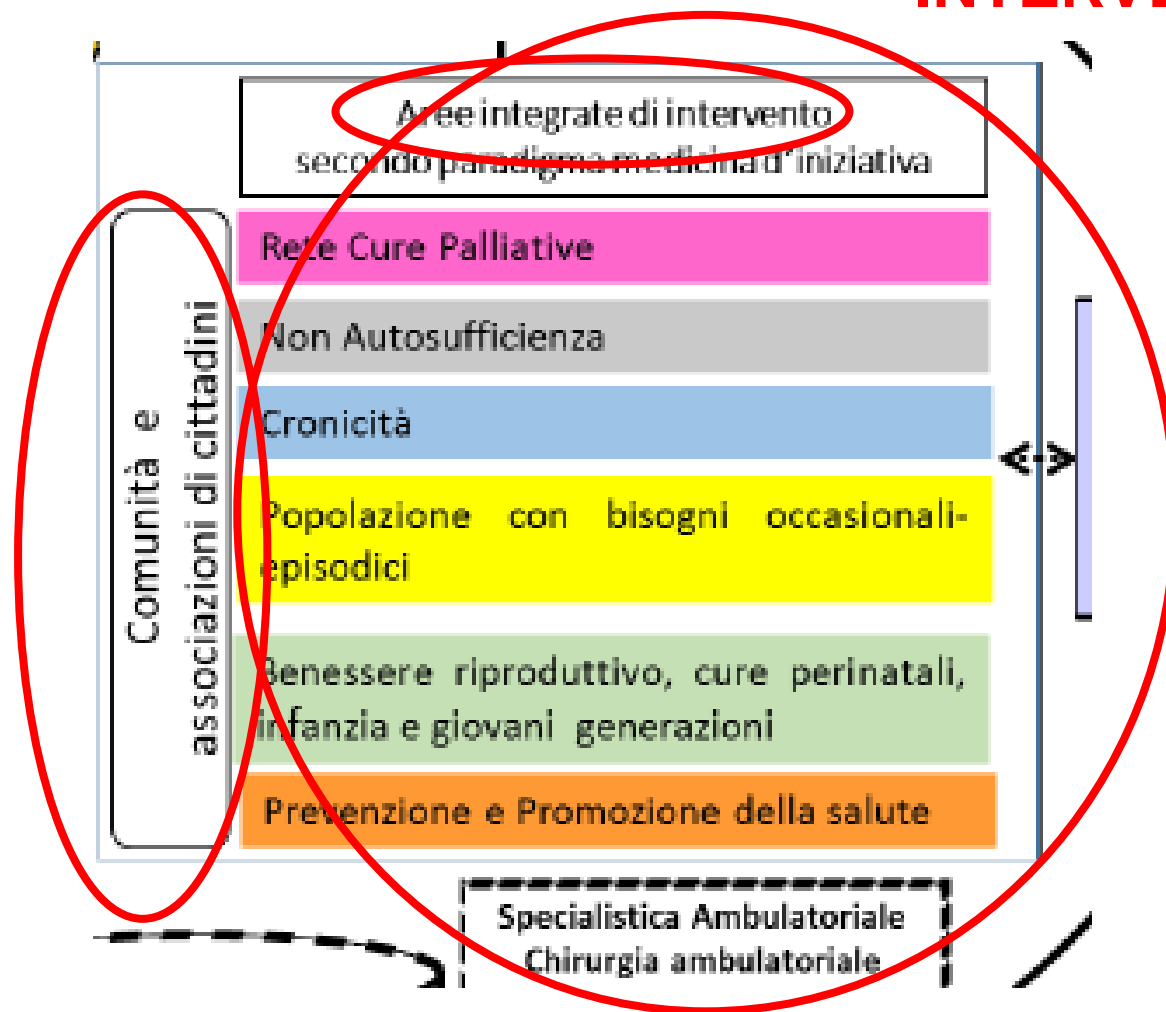 Aree integrate di intervento
secondo paradigma medicina d'iniziativa
Comunità e
associazioni di cittadini
Rete Cure Palliative
Non Autosufficienza
Cronicità
Popolazione con bisogni occasionali-
episodici
Benessere riproduttivo, cure perinatali,
infanzia e giovani generazioni
Prevenzione e Promozione della salute
Specialistica Ambulatoriale
Chirurgia ambulatoriale